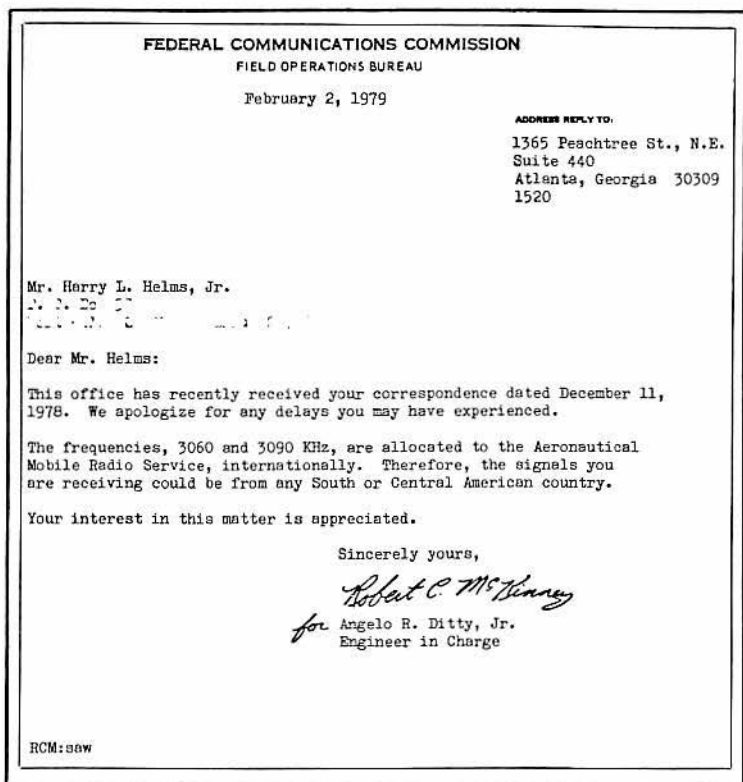 FEDERAL COMMUNICATIONS COMMISSION
FIELD OPERATIONS BUREAU
February 2, 1979
ADDRESS REPLY TO:
1365 Peachtree St., N.E.
Suite 440
Atlanta, Georgia 30309
1520
Mr. Harry L. Helms, Jr.
Dear Mr. Helms:
This office has recently received your correspondence dated December 11,
1978. We apologize for any delays you may have experienced.
The frequencies, 3060 and 3090 KHz, are allocated to the Aeronautical
Mobile Radio Service, internationally. Therefore, the signals you
are receiving could be from any South or Central American country.
Your interest in this matter is appreciated.
Sincerely yours,
Robert C. McKinney
for Angelo R. Ditty, Jr.
Engineer in Charge
RCM:saw